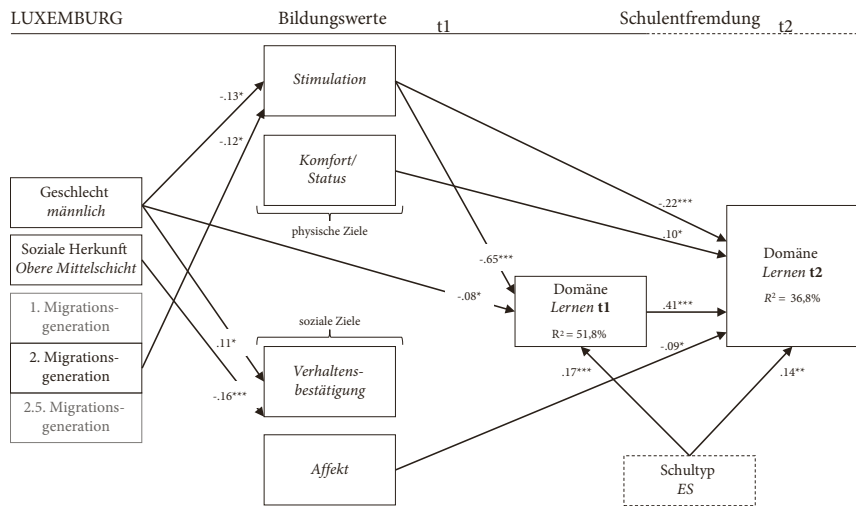 LUXEMBURG
Bildungswerte
t1
Schulentfremdung
t2
Stimulation
-.13*
-.12*
Komfort/
Status
physische Ziele
Geschlecht
männlich
Soziale Herkunft
Obere Mittelschicht
1. Migrations-
generation
2. Migrations-
generation
2.5. Migrations-
generation
-.22***
.10*
-.65***
-.08*
Domäne
Lernen t1
R² = 51,8%
.41***
-.09*
Domäne
Lernen t2
R² = 36,8%
soziale Ziele
.11*
-.16***
Verhaltens-
bestätigung
.17***
.14**
Affekt
Schultyp
ES